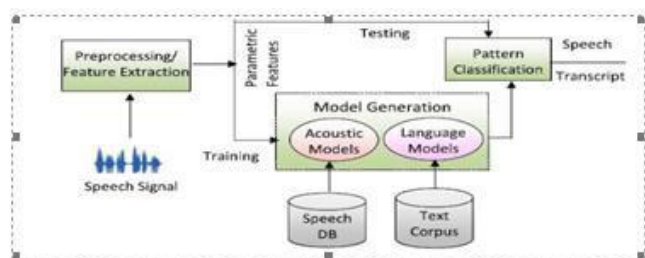 Preprocessing/
Feature Extraction
Parametric
Features
Testing
Pattern
Classification
Speech
Transcript
Model Generation
Acoustic
Models
Language
Models
Training
Speech Signal
Speech
DB
Text
Corpus